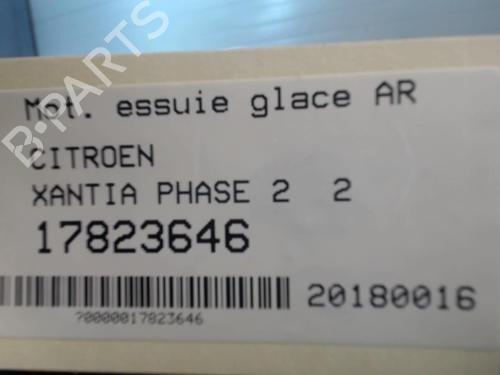 Mot. essuie glace AR
CITROEN
XANTIA PHASE 2 2
17823646
20180016
?0000017823646
B-PARTS